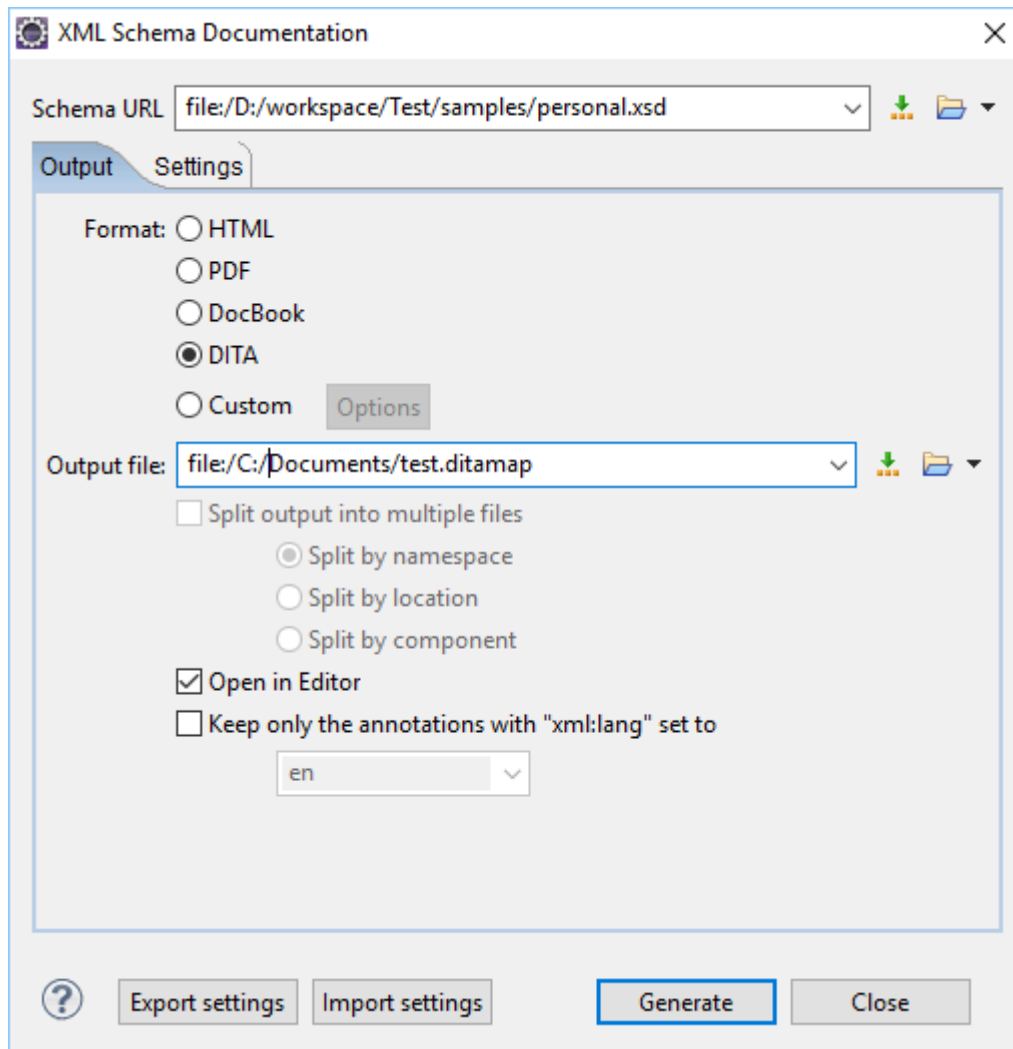 XML Schema Documentation
Schema URL file:/D:/workspace/Test/samples/personal.xsd
Output Settings
Format: HTML
PDF
DocBook
DITA
Custom Options
Output file: file:/C:/Documents/test.ditamap
Split output into multiple files
Split by namespace
Split by location
Split by component
Open in Editor
Keep only the annotations with "xml:lang" set to
en
? Export settings Import settings Generate Close